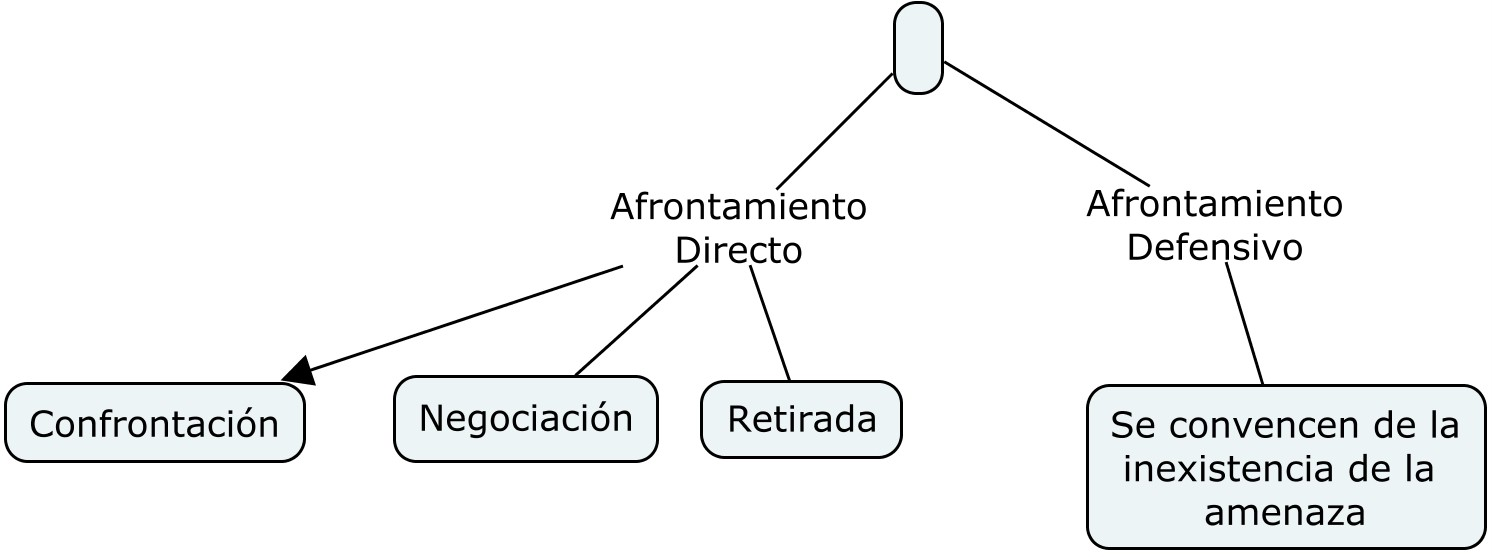 Afrontamiento
Directo
Afrontamiento
Defensivo
Confrontación
Negociación
Retirada
Se convencen de la
inexistencia de la
amenaza